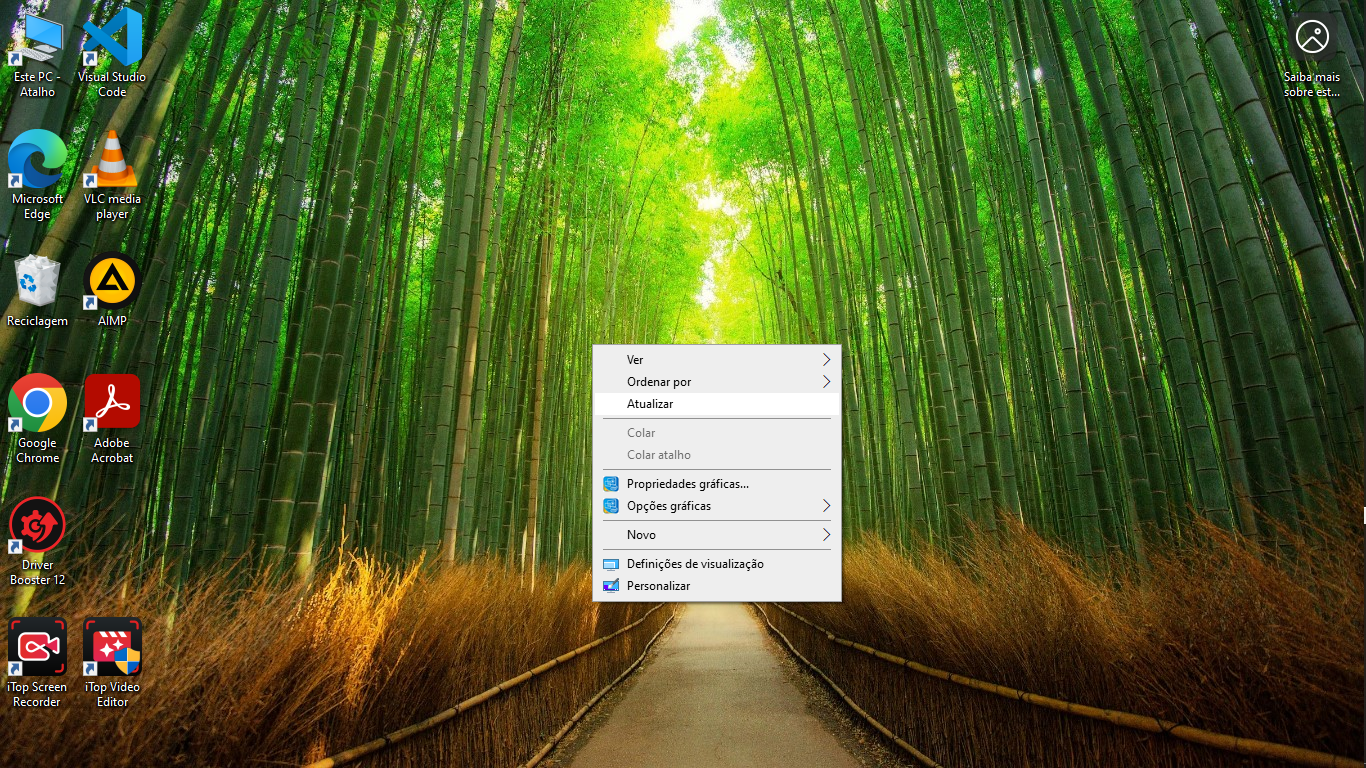 Este PC -
Atalho
Visual Studio
Code
Microsoft
Edge
VLC media
player
Reciclagem
AIMP
Google
Chrome
Adobe
Acrobat
Driver
Booster 12
iTop Screen
Recorder
iTop Video
Editor
Saiba mais
sobre est...
Ver
Ordenar por
Atualizar
Colar
Colar atalho
Propriedades gráficas...
Opções gráficas
Novo
Definições de visualização
Personalizar